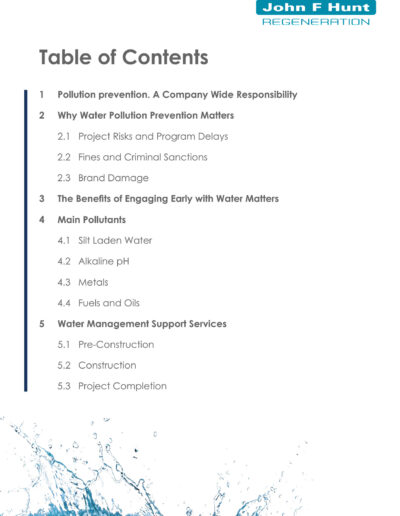 John F Hunt
REGENERATION
Table of Contents
1 Pollution prevention. A Company Wide Responsibility
2 Why Water Pollution Prevention Matters
2.1 Project Risks and Program Delays
2.2 Fines and Criminal Sanctions
2.3 Brand Damage
3 The Benefits of Engaging Early with Water Matters
4 Main Pollutants
4.1 Silt Laden Water
4.2 Alkaline pH
4.3 Metals
4.4 Fuels and Oils
5 Water Management Support Services
5.1 Pre-Construction
5.2 Construction
5.3 Project Completion